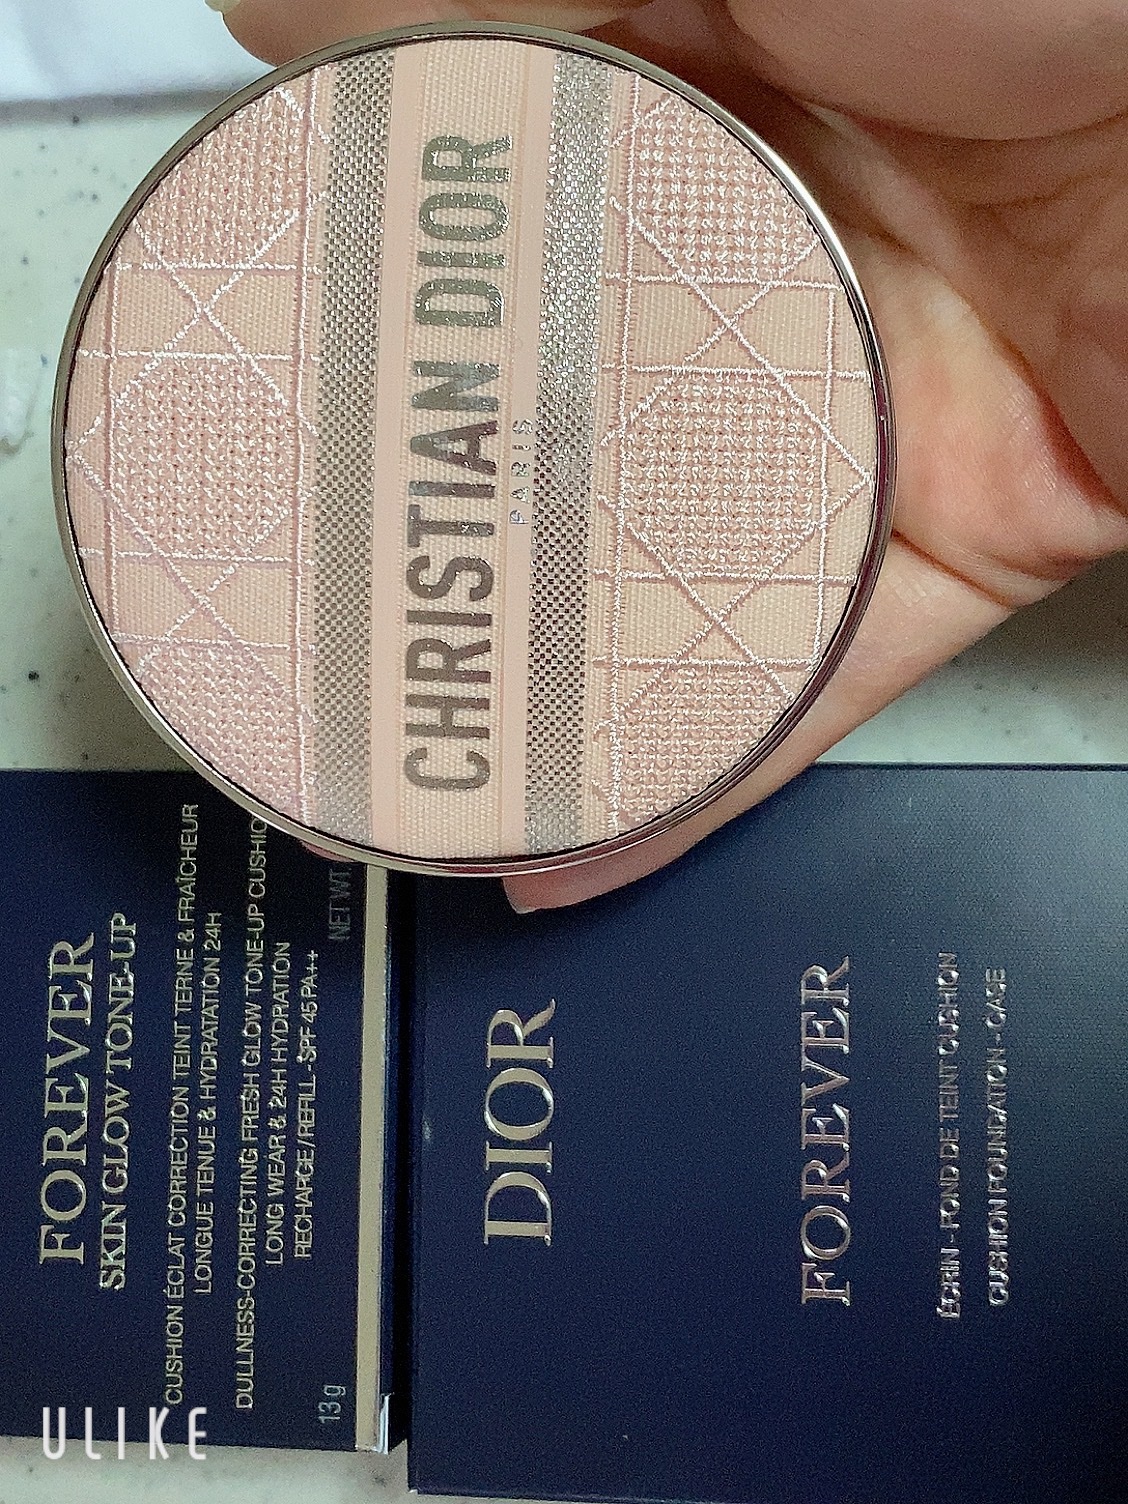 CHRISTIAN DIOR
PARIS
FOREVER
SKIN GLOW TONE-UP
CUSHION ÉCLAT CORRECTION TEINT TERNE & FRAÎCHEUR
LONGUE TENUE & HYDRATATION 24H
DULLNESS-CORRECTING FRESH GLOW TONE-UP CUSHIO
LONG WEAR & 24H HYDRATION
RECHARGE/REFILL - SPF 45 PA++
13 g
NET WT.
DIOR
FOREVER
ÉCRIN - FOND DE TEINT CUSHION
CUSHION FOUNDATION - CASE
ULIKE